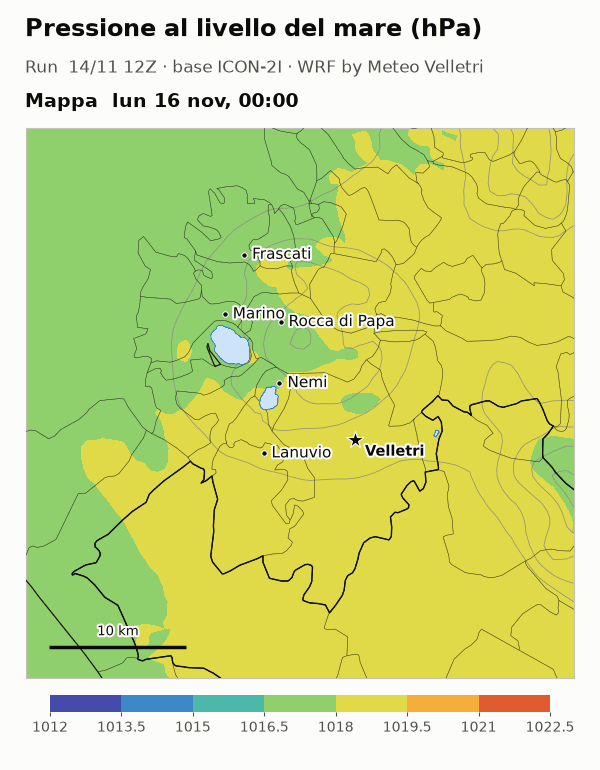 Pressione al livello del mare (hPa)
Run  14/11 12Z · base ICON-2I · WRF by Meteo Velletri
Mappa  lun 16 nov, 00:00
Frascati
Marino
Rocca di Papa
Nemi
Velletri
Lanuvio
10 km
1012 1013.5 1015 1016.5 1018 1019.5 1021 1022.5